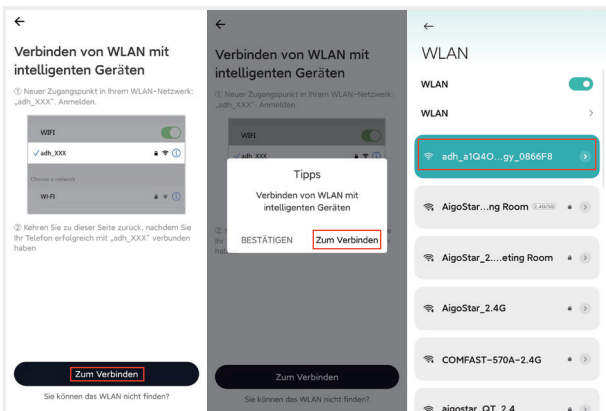 Verbinden von WLAN mit
intelligenten Geräten
① Neuer Zugangspunkt in Ihrem WLAN-Netzwerk:
„adh_XXX“. Anmelden.
WIFI
✓ adh_XXX
Choose a network
WI-FI
② Kehren Sie zu dieser Seite zurück, nachdem Sie
Ihr Telefon erfolgreich mit „adh_XXX“ verbunden
haben
Zum Verbinden
Sie können das WLAN nicht finden?
Verbinden von WLAN mit
intelligenten Geräten
① Neuer Zugangspunkt in Ihrem WLAN-Netzwerk:
„adh_XXX“. Anmelden.
WIFI
✓ adh_XXX
Tipps
Verbinden von WLAN mit
intelligenten Geräten
BESTÄTIGEN
Zum Verbinden
Zum Verbinden
Sie können das WLAN nicht finden?
WLAN
WLAN
WLAN
adh_a1Q4O...gy_0866F8
AigoStar...ng Room 2.4G/5G
AigoStar_2....eting Room
AigoStar_2.4G
COMFAST-570A-2.4G
aigostar_QT_2.4